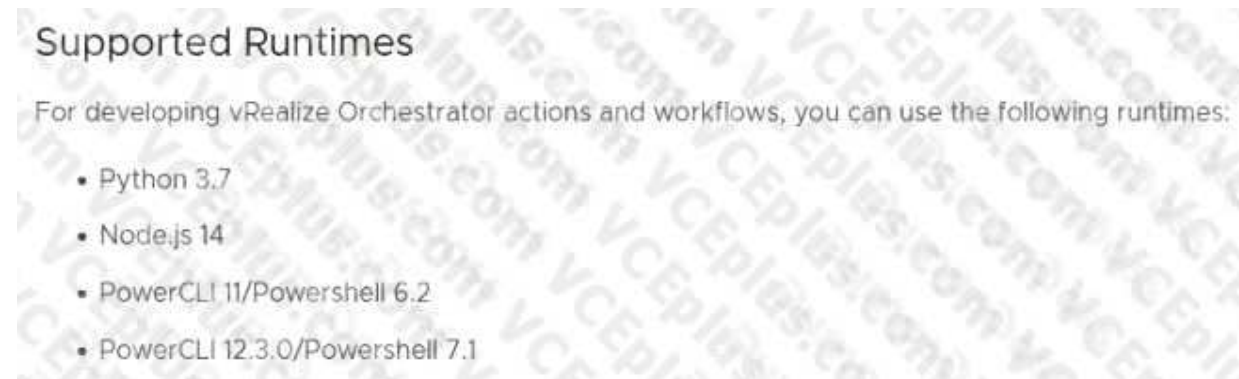 Supported Runtimes
For developing vRealize Orchestrator actions and workflows, you can use the following runtimes:
• Python 3.7
• Node.js 14
• PowerCLI 11/Powershell 6.2
• PowerCLI 12.3.0/Powershell 7.1